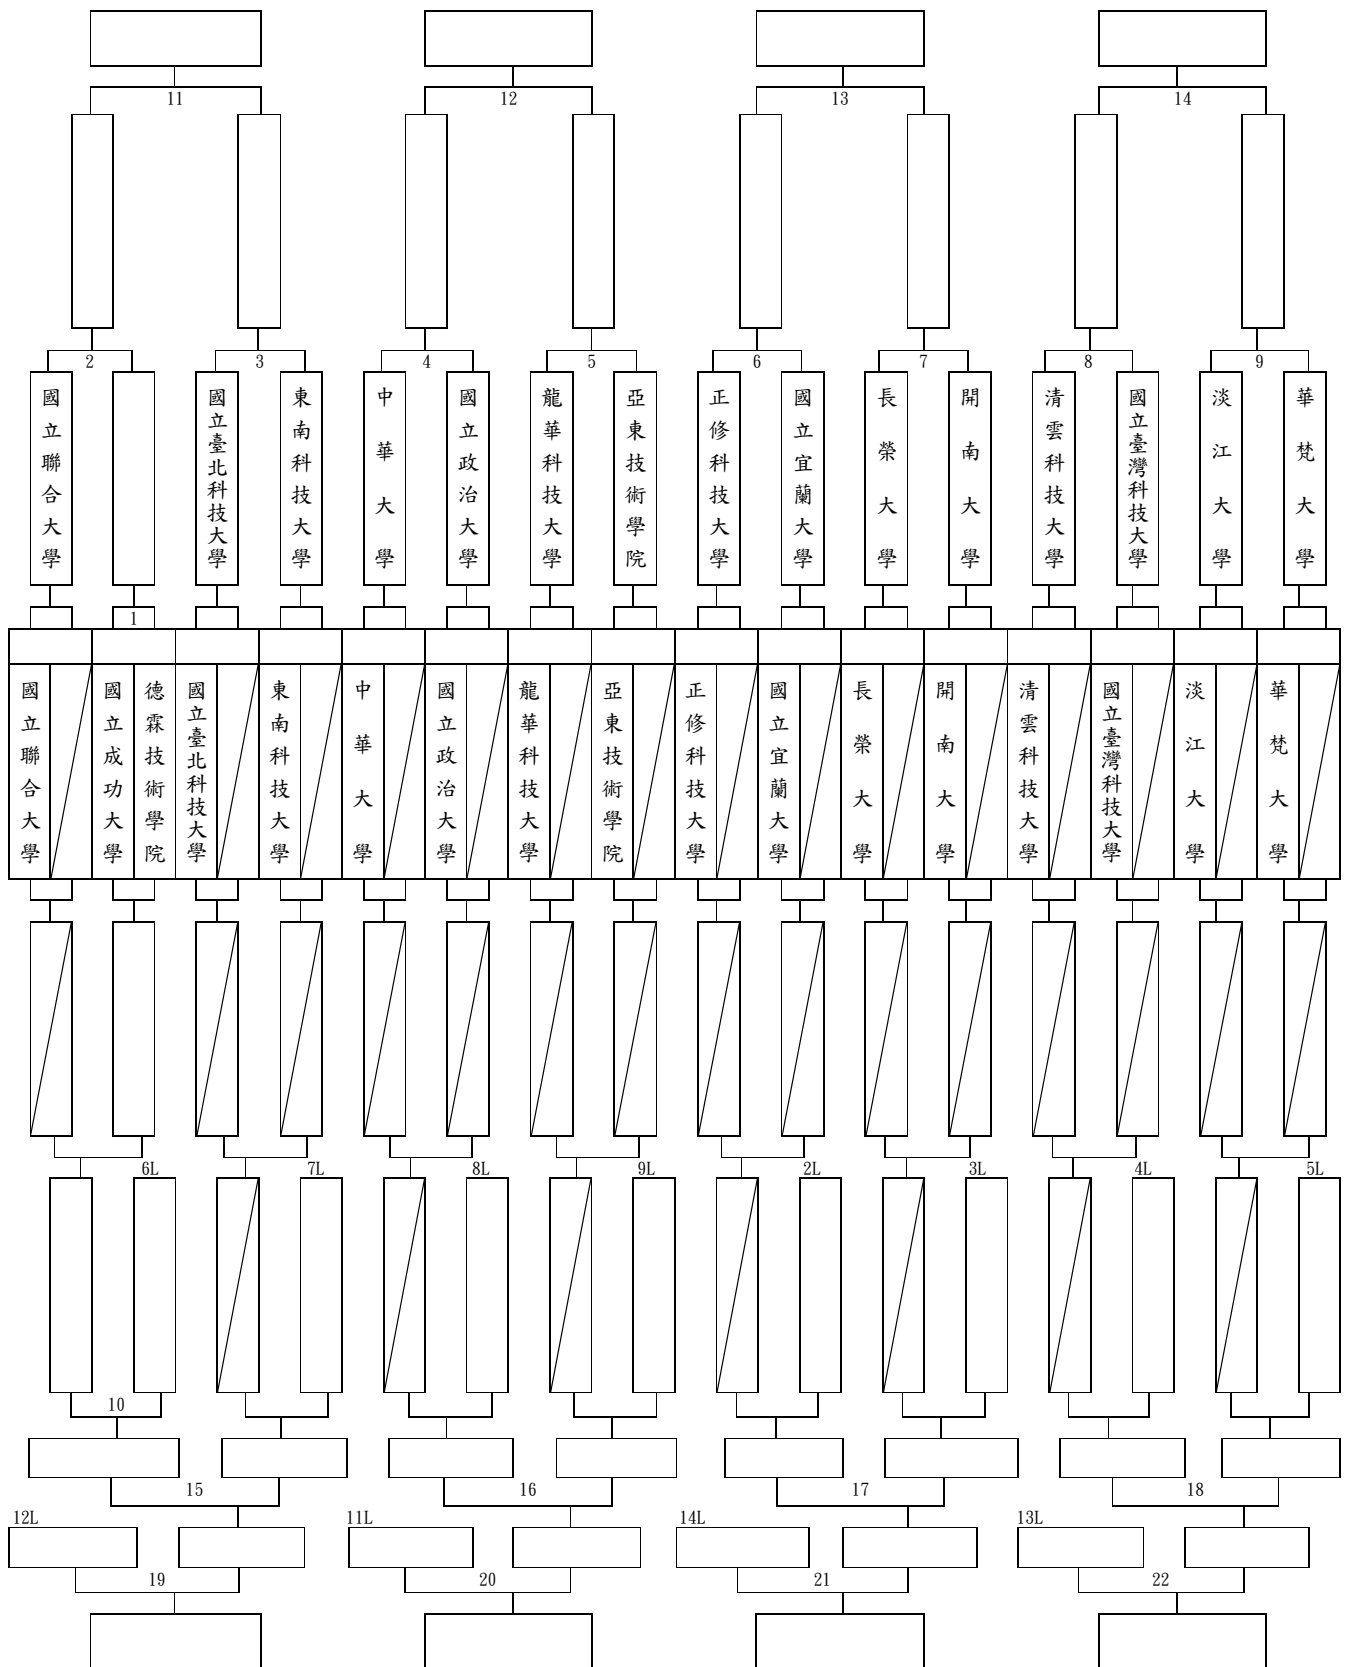 11
12
13
14
2
3
4
5
6
7
8
9
國立聯合大學
國立臺北科技大學
東南科技大學
中華大學
國立政治大學
龍華科技大學
亞東技術學院
正修科技大學
國立宜蘭大學
長榮大學
開南大學
清雲科技大學
國立臺灣科技大學
淡江大學
華梵大學
1
國立聯合大學
國立成功大學
德霖技術學院
國立臺北科技大學
東南科技大學
中華大學
國立政治大學
龍華科技大學
亞東技術學院
正修科技大學
國立宜蘭大學
長榮大學
開南大學
清雲科技大學
國立臺灣科技大學
淡江大學
華梵大學
6L
7L
8L
9L
2L
3L
4L
5L
10
15
16
17
18
12L
11L
14L
13L
19
20
21
22